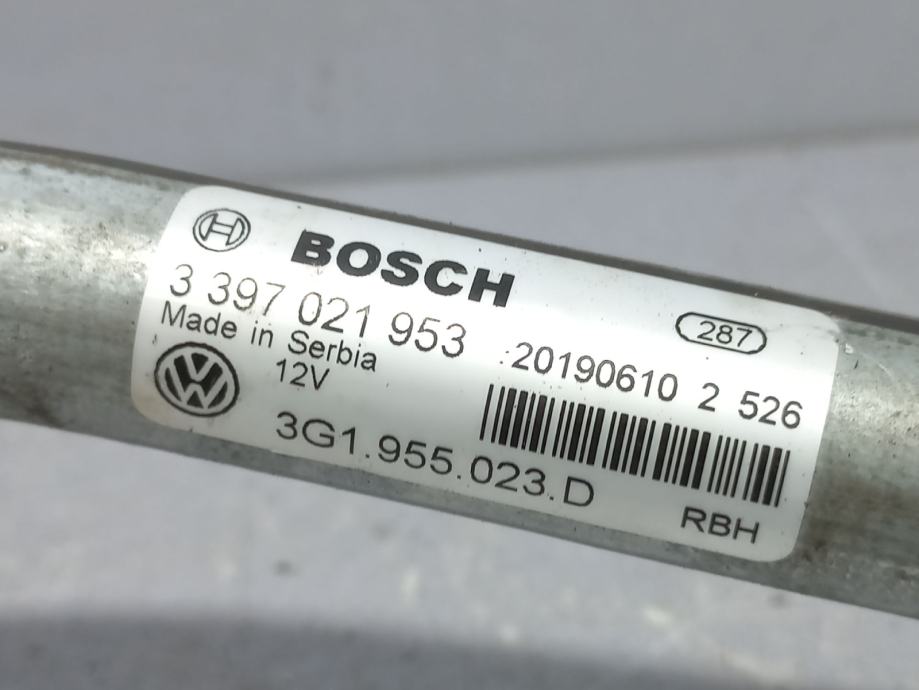 BOSCH
3 397 021 953
Made in Serbia
12V
3G1.955.023.D
287
20190610 2 526
RBH